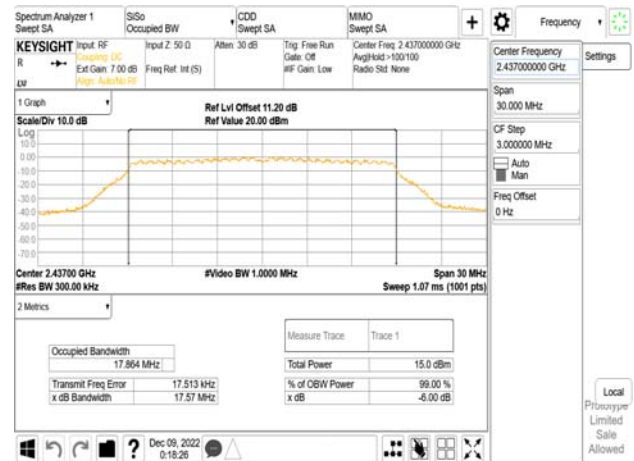 Spectrum Analyzer 1
Swept SA
SiSo
Occupied BW
CDD
Swept SA
MIMO
Swept SA
+
Frequency
KEYSIGHT
R
LXI
Input: RF
Coupling: DC
Ext Gain: 7.00 dB
Align: Auto/No RF
Input Z: 50 Ω
Freq Ref: Int (S)
Atten: 30 dB
Trig: Free Run
Gate: Off
#IF Gain: Low
Center Freq: 2.437000000 GHz
Avg|Hold:>100/100
Radio Std: None
Center Frequency
2.437000000 GHz
Settings
Span
30.000 MHz
CF Step
3.000000 MHz
Auto
Man
Freq Offset
0 Hz
1 Graph
Scale/Div 10.0 dB
Ref Lvl Offset 11.20 dB
Ref Value 20.00 dBm
Log
10.0
0.00
-10.0
-20.0
-30.0
-40.0
-50.0
-60.0
-70.0
Center 2.43700 GHz
#Res BW 300.00 kHz
#Video BW 1.0000 MHz
Span 30 MHz
Sweep 1.07 ms (1001 pts)
2 Metrics
Measure Trace
Trace 1
Occupied Bandwidth
17.864 MHz
Total Power
15.0 dBm
Transmit Freq Error
17.513 kHz
% of OBW Power
99.00 %
x dB Bandwidth
17.57 MHz
x dB
-6.00 dB
Local
Prototype
Limited
Sale
Allowed
?
Dec 09, 2022
0:18:26